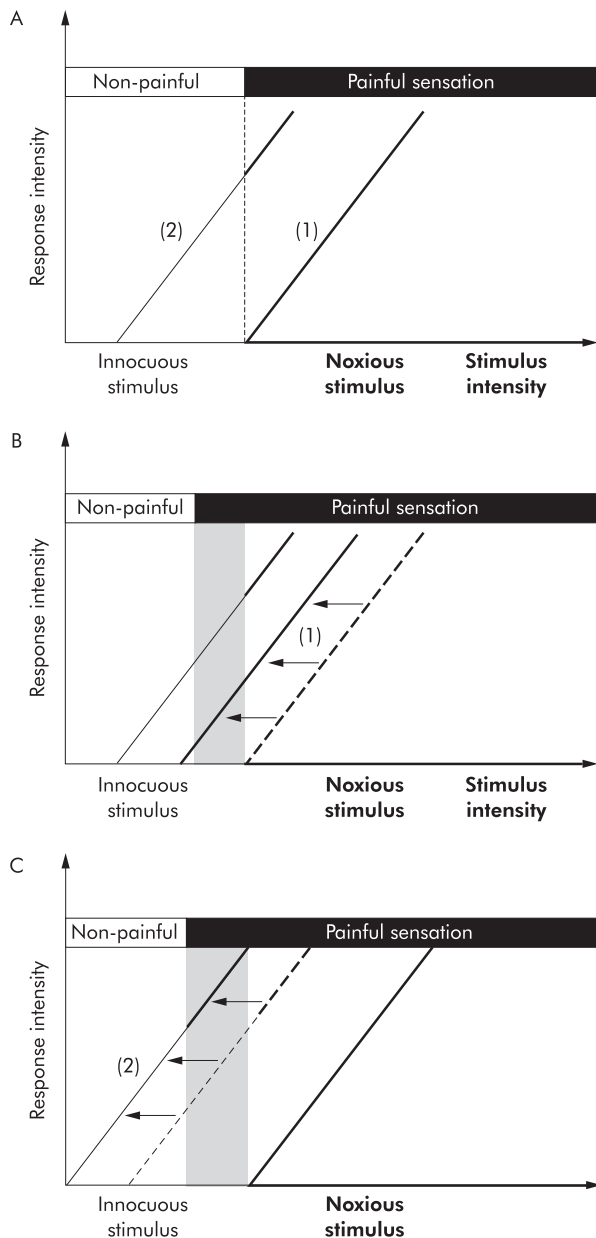 A
Non-painful
Painful sensation
Response intensity
(2)
(1)
Innocuous
stimulus
Noxious
stimulus
Stimulus
intensity
B
Non-painful
Painful sensation
Response intensity
(1)
Innocuous
stimulus
Noxious
stimulus
Stimulus
intensity
C
Non-painful
Painful sensation
Response intensity
(2)
Innocuous
stimulus
Noxious
stimulus